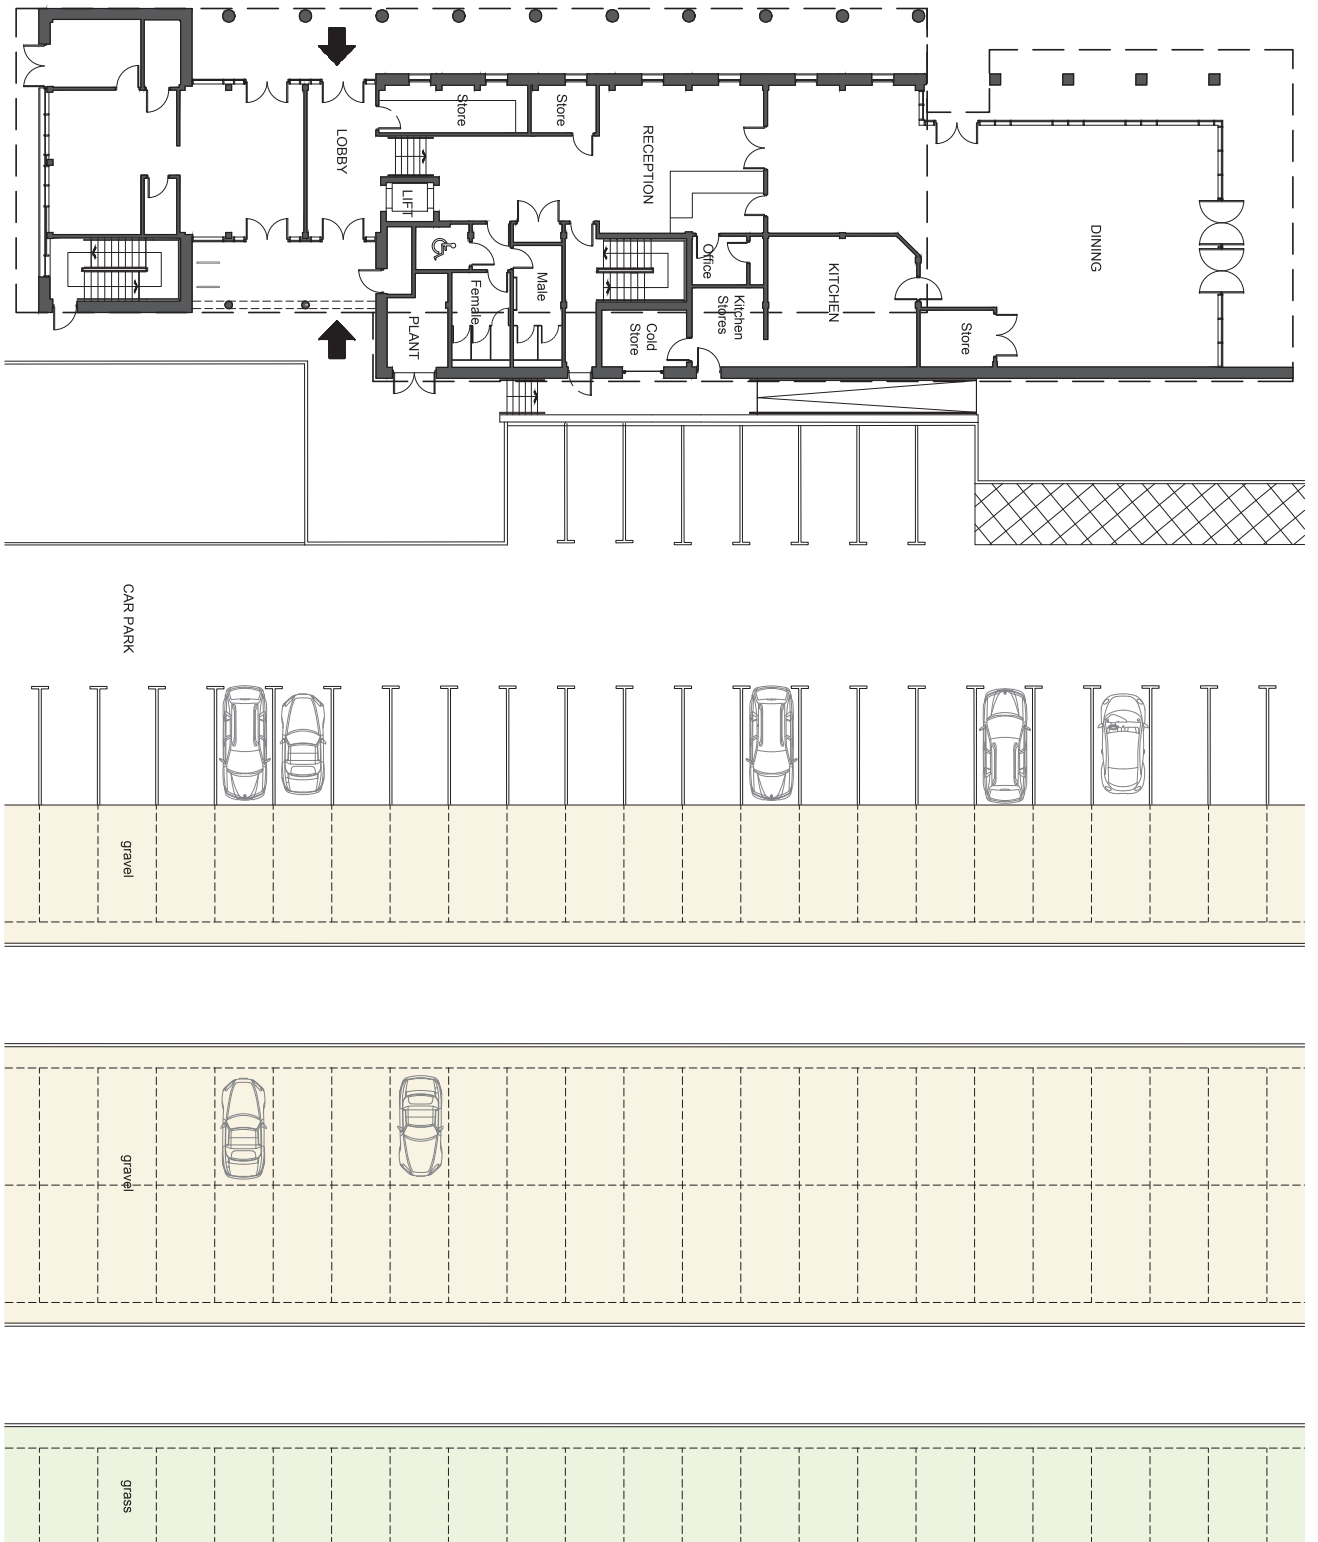 LOBBY
Store
Store
RECEPTION
LIFT
DINING
Office
KITCHEN
Kitchen
Stores
Male
Female
PLANT
Cold
Store
Store
CAR PARK
gravel
gravel
grass